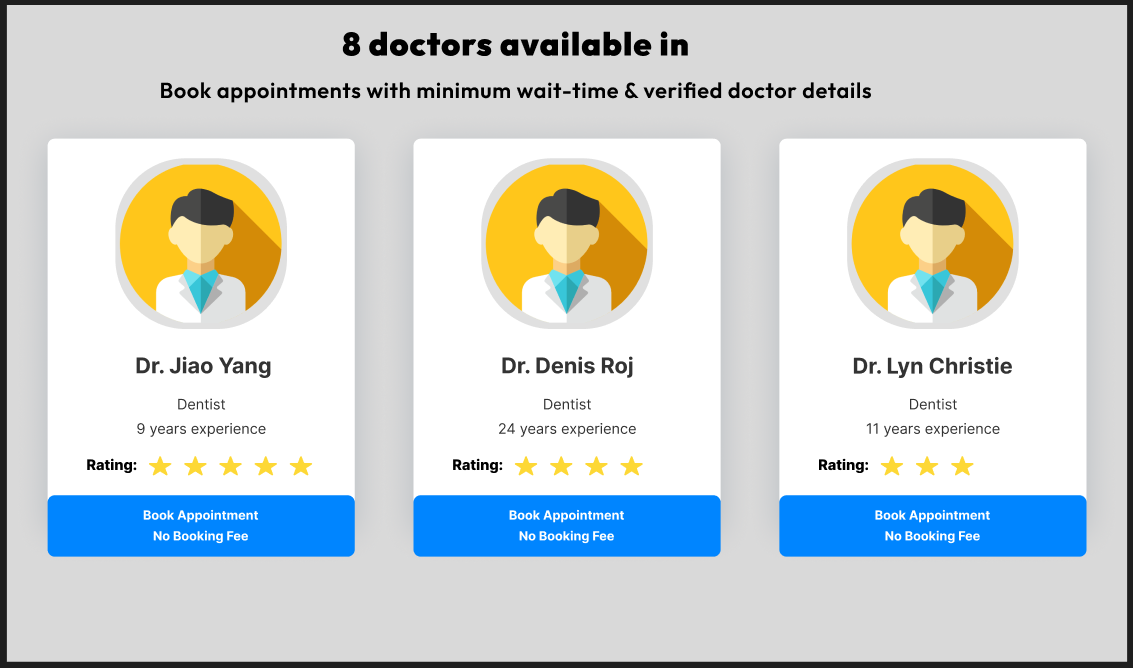 8 doctors available in
Book appointments with minimum wait-time & verified doctor details
Dr. Jiao Yang
Dentist
9 years experience
Rating:
Book Appointment
No Booking Fee
Dr. Denis Roj
Dentist
24 years experience
Rating:
Book Appointment
No Booking Fee
Dr. Lyn Christie
Dentist
11 years experience
Rating:
Book Appointment
No Booking Fee